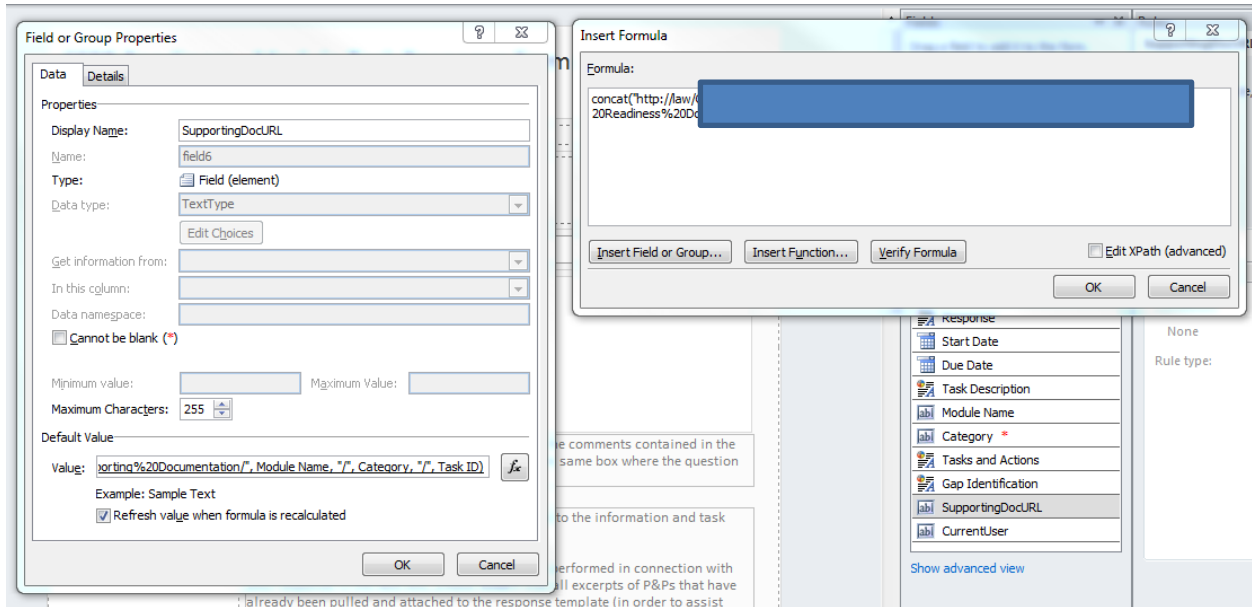 Field or Group Properties
Data
Details
Properties
Display Name:
SupportingDocURL
Name:
field6
Type:
Field (element)
Data type:
TextType
Edit Choices
Get information from:
In this column:
Data namespace:
Cannot be blank (*)
Minimum value:
Maximum Value:
Maximum Characters:
255
Default Value
Value:
orting%20Documentation/", Module Name, "/", Category, "/", Task ID)
fx
Example: Sample Text
Refresh value when formula is recalculated
OK
Cancel
Insert Formula
Formula:
concat("http://law/
20Readiness%20Do
Insert Field or Group...
Insert Function...
Verify Formula
Edit XPath (advanced)
OK
Cancel
Response
Start Date
Due Date
Task Description
Module Name
Category *
Tasks and Actions
Gap Identification
SupportingDocURL
CurrentUser
Show advanced view
None
Rule type:
comments contained in the
same box where the question
to the information and task
erformed in connection with
all excerpts of P&Ps that have
already been pulled and attached to the response template (in order to assist